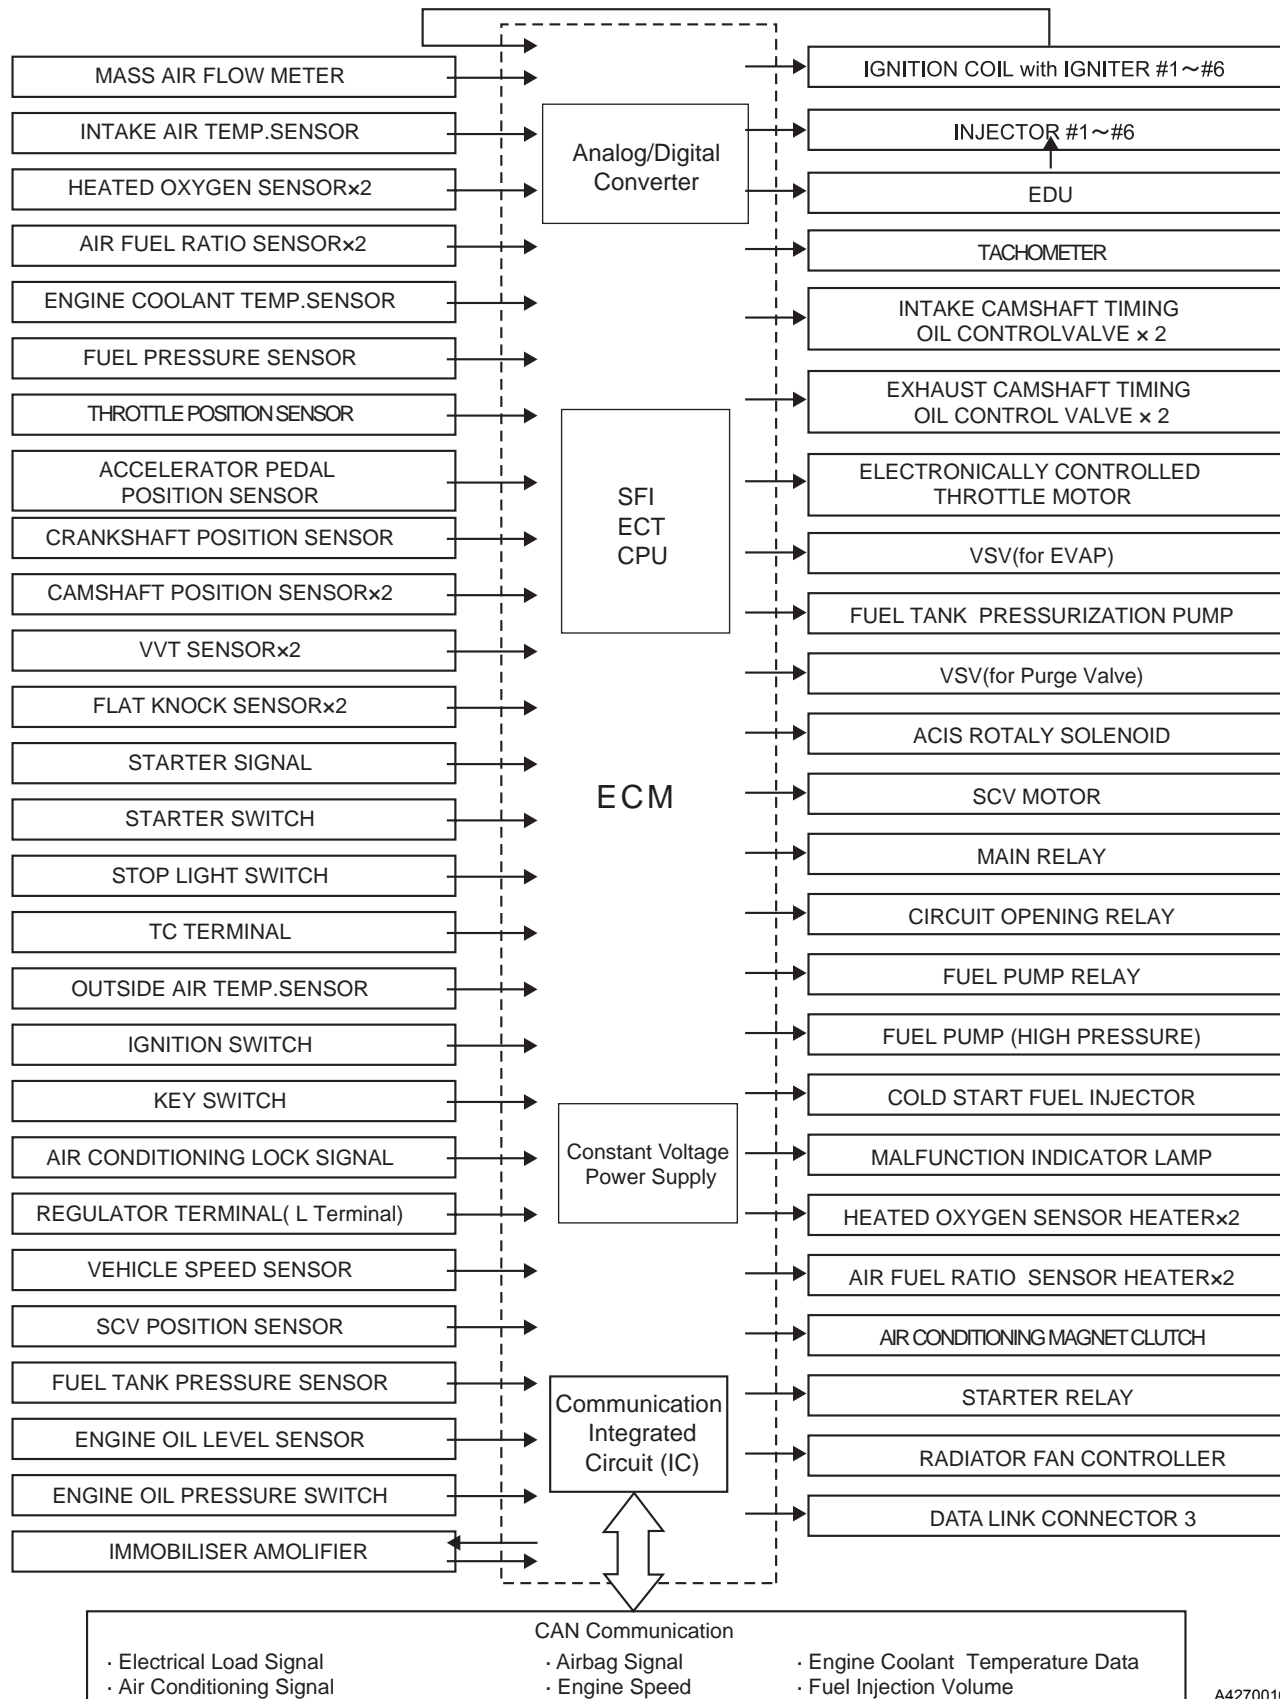 MASS AIR FLOW METER
INTAKE AIR TEMP.SENSOR
HEATED OXYGEN SENSOR×2
AIR FUEL RATIO SENSOR×2
ENGINE COOLANT TEMP.SENSOR
FUEL PRESSURE SENSOR
THROTTLE POSITION SENSOR
ACCELERATOR PEDAL
POSITION SENSOR
CRANKSHAFT POSITION SENSOR
CAMSHAFT POSITION SENSOR×2
VVT SENSOR×2
FLAT KNOCK SENSOR×2
STARTER SIGNAL
STARTER SWITCH
STOP LIGHT SWITCH
TC TERMINAL
OUTSIDE AIR TEMP.SENSOR
IGNITION SWITCH
KEY SWITCH
AIR CONDITIONING LOCK SIGNAL
REGULATOR TERMINAL( L Terminal)
VEHICLE SPEED SENSOR
SCV POSITION SENSOR
FUEL TANK PRESSURE SENSOR
ENGINE OIL LEVEL SENSOR
ENGINE OIL PRESSURE SWITCH
IMMOBILISER AMOLIFIER
Analog/Digital
Converter
SFI
ECT
CPU
ECM
Constant Voltage
Power Supply
Communication
Integrated
Circuit (IC)
IGNITION COIL with IGNITER #1～#6
INJECTOR #1～#6
EDU
TACHOMETER
INTAKE CAMSHAFT TIMING
OIL CONTROLVALVE × 2
EXHAUST CAMSHAFT TIMING
OIL CONTROL VALVE × 2
ELECTRONICALLY CONTROLLED
THROTTLE MOTOR
VSV(for EVAP)
FUEL TANK PRESSURIZATION PUMP
VSV(for Purge Valve)
ACIS ROTALY SOLENOID
SCV MOTOR
MAIN RELAY
CIRCUIT OPENING RELAY
FUEL PUMP RELAY
FUEL PUMP (HIGH PRESSURE)
COLD START FUEL INJECTOR
MALFUNCTION INDICATOR LAMP
HEATED OXYGEN SENSOR HEATER×2
AIR FUEL RATIO SENSOR HEATER×2
AIR CONDITIONING MAGNET CLUTCH
STARTER RELAY
RADIATOR FAN CONTROLLER
DATA LINK CONNECTOR 3
CAN Communication
· Electrical Load Signal
· Air Conditioning Signal
· Airbag Signal
· Engine Speed
· Engine Coolant Temperature Data
· Fuel Injection Volume